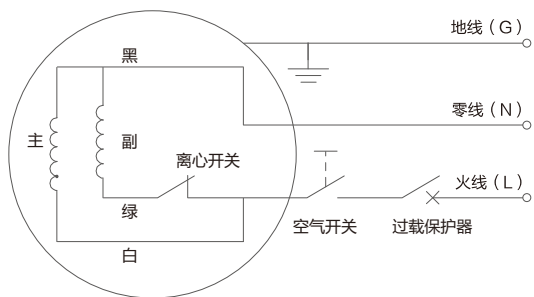 地线（G）
黑
零线（N）
主
副
离心开关
火线（L）
绿
空气开关
过载保护器
白